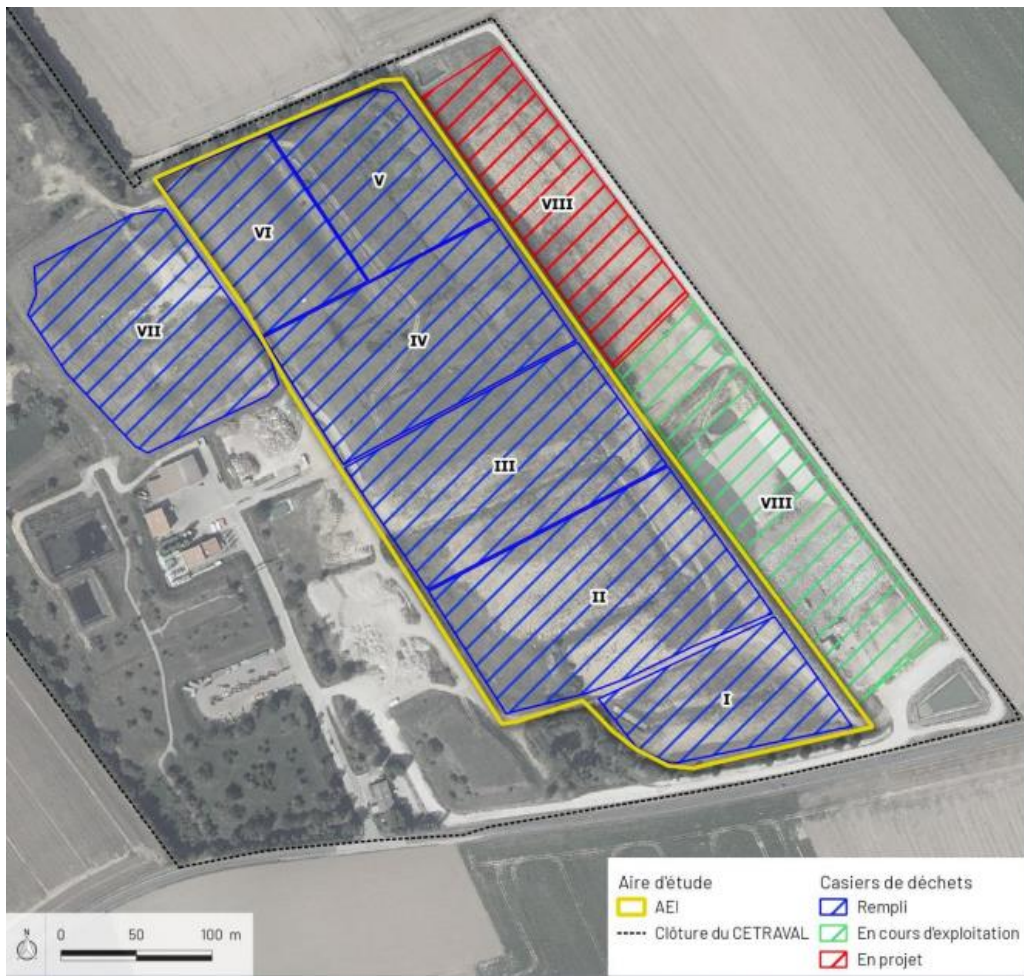 V
VIII
VI
VII
IV
III
VIII
II
I
Aire d'étude
AEI
Clôture du CETRAVAL
Casiers de déchets
Rempli
En cours d'exploitation
En projet
N
0 50 100 m